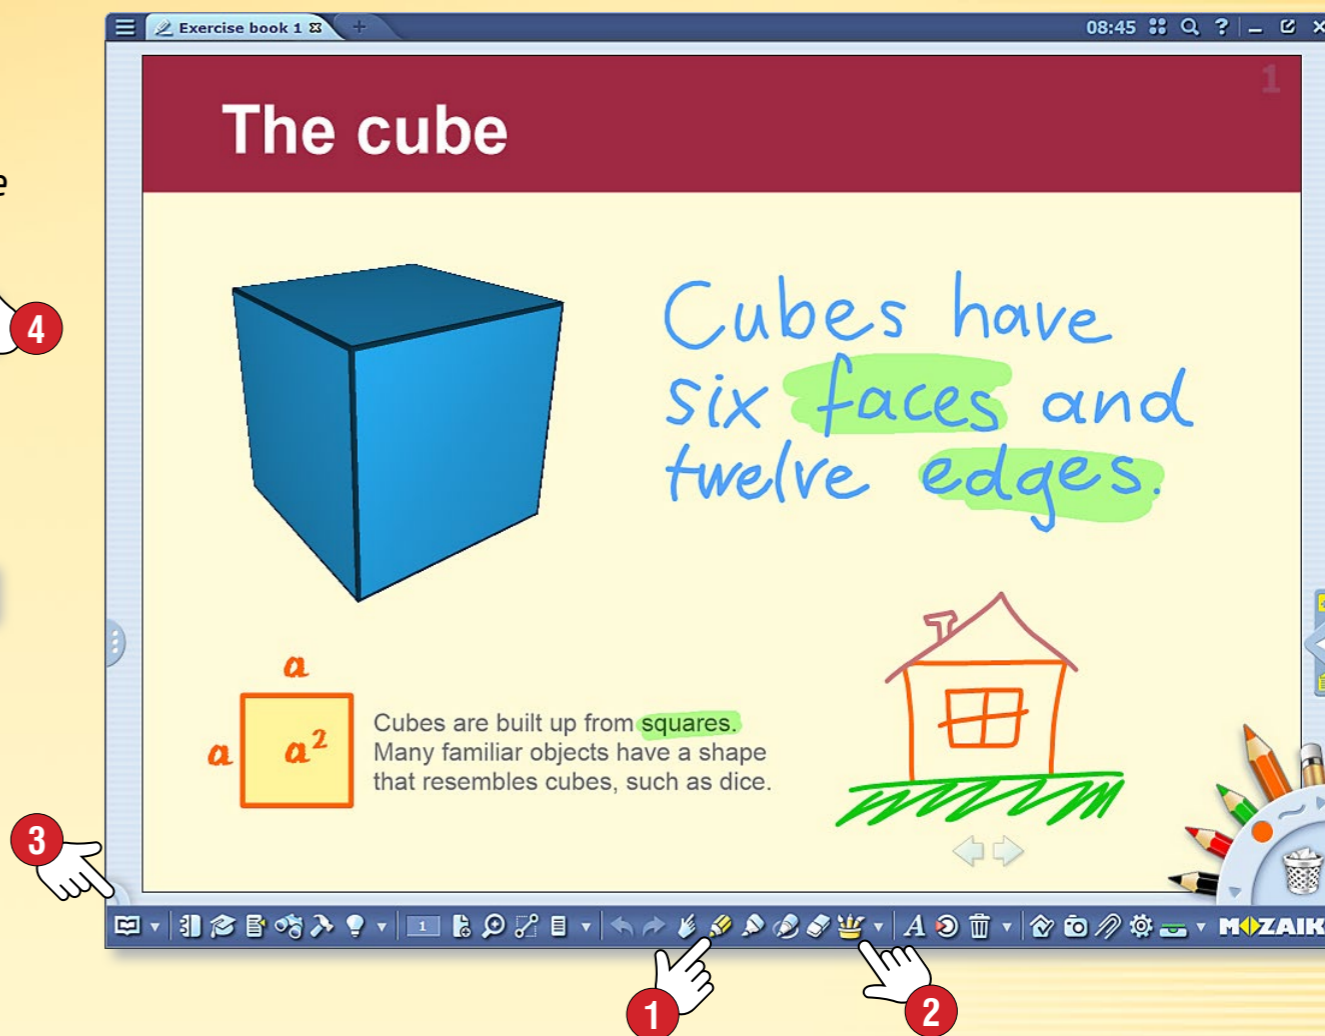 e
Exercise book 1
08:45
1
The cube
4
Cubes have
six faces and
twelve edges.
a
a a²
Cubes are built up from squares.
Many familiar objects have a shape
that resembles cubes, such as dice.
3
1
A
MOZAIK
1
2